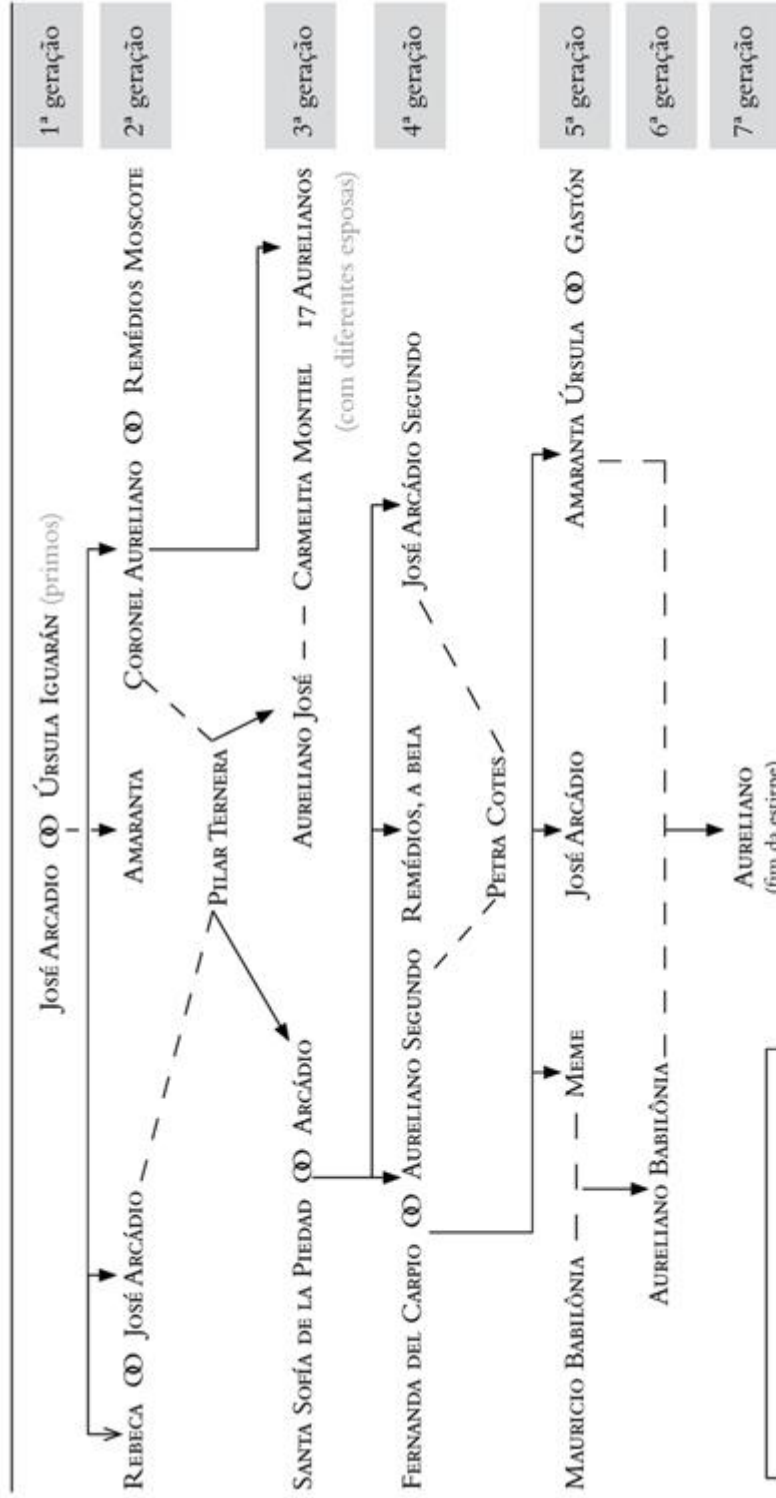 JOSÉ ARCADIO ÚRSULA IGUARÁN (primos) 1ª geração
REBECA JOSÉ ARCÁDIO AMARANTA CORONEL AURELIANO REMÉDIOS MOSCOTE 2ª geração
PILAR TERNERA
SANTA SOFÍA DE LA PIEDAD ARCÁDIO AURELIANO JOSÉ CARMELITA MONTIEL 17 AURELIANOS 3ª geração
(com diferentes esposas)
FERNANDA DEL CARPIO AURELIANO SEGUNDO REMÉDIOS, A BELA JOSÉ ARCÁDIO SEGUNDO 4ª geração
PETRA COTES
MAURICIO BABILÔNIA MEME JOSÉ ARCÁDIO AMARANTA ÚRSULA GASTÓN 5ª geração
AURELIANO BABILÔNIA 6ª geração
AURELIANO 7ª geração
(fim da estirpe)